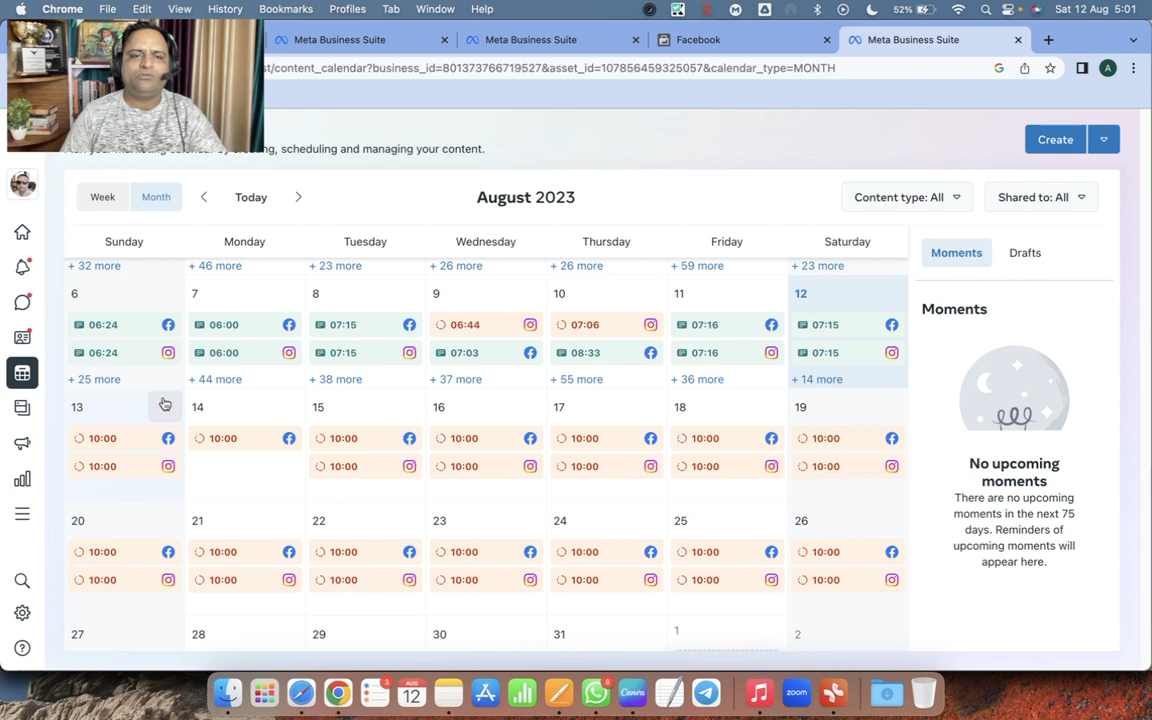 Chrome File Edit View History Bookmarks Profiles Tab Window Help 52% Sat 12 Aug 5:01
Meta Business Suite Meta Business Suite Facebook Meta Business Suite
st/content_calendar?business_id=801373766719527&asset_id=107856459325057&calendar_type=MONTH A
scheduling and managing your content.
Create
Week Month Today August 2023 Content type: All Shared to: All
Sunday Monday Tuesday Wednesday Thursday Friday Saturday
Moments Drafts
+ 32 more + 46 more + 23 more + 26 more + 26 more + 59 more + 23 more
6 7 8 9 10 11 12
Moments
06:24 06:00 07:15 06:44 07:06 07:16 07:15
06:24 06:00 07:15 07:03 08:33 07:16 07:15
+ 25 more + 44 more + 38 more + 37 more + 55 more + 36 more + 14 more
13 14 15 16 17 18 19
10:00 10:00 10:00 10:00 10:00 10:00 10:00
10:00 10:00 10:00 10:00 10:00 10:00
No upcoming
moments
There are no upcoming
moments in the next 75
days. Reminders of
upcoming moments will
appear here.
20 21 22 23 24 25 26
10:00 10:00 10:00 10:00 10:00 10:00 10:00
10:00 10:00 10:00 10:00 10:00 10:00 10:00
27 28 29 30 31 1 2
3 AUG 12 8 Canva zoom